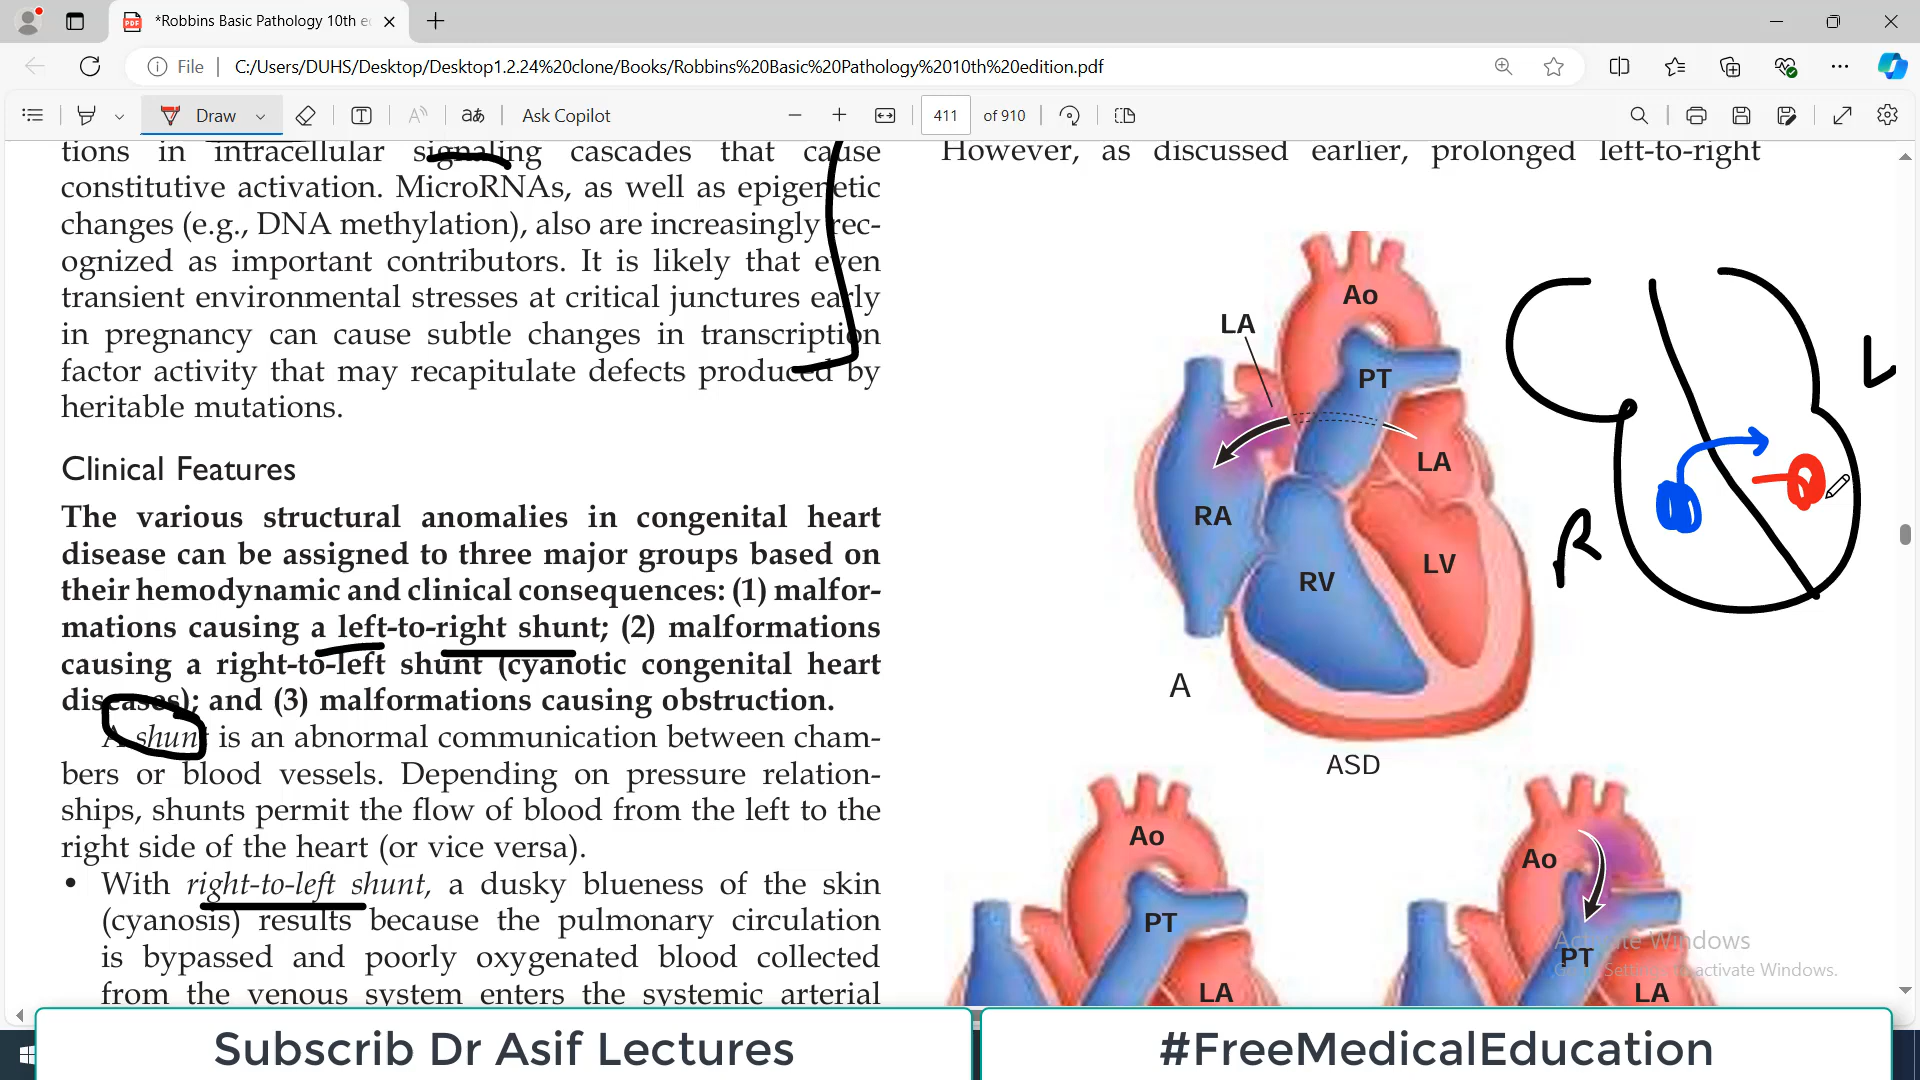 *Robbins Basic Pathology 10th e
File
C:/Users/DUHS/Desktop/Desktop1.2.24%20clone/Books/Robbins%20Basic%20Pathology%2010th%20edition.pdf
Draw
aあ
Ask Copilot
411 of 910
tions in intracellular signaling cascades that cause
constitutive activation. MicroRNAs, as well as epigenetic
changes (e.g., DNA methylation), also are increasingly rec-
ognized as important contributors. It is likely that even
transient environmental stresses at critical junctures early
in pregnancy can cause subtle changes in transcription
factor activity that may recapitulate defects produced by
heritable mutations.
Clinical Features
The various structural anomalies in congenital heart
disease can be assigned to three major groups based on
their hemodynamic and clinical consequences: (1) malfor-
mations causing a left-to-right shunt; (2) malformations
causing a right-to-left shunt (cyanotic congenital heart
diseases); and (3) malformations causing obstruction.
A shunt is an abnormal communication between cham-
bers or blood vessels. Depending on pressure relation-
ships, shunts permit the flow of blood from the left to the
right side of the heart (or vice versa).
• With right-to-left shunt, a dusky blueness of the skin
(cyanosis) results because the pulmonary circulation
is bypassed and poorly oxygenated blood collected
from the venous system enters the systemic arterial
However, as discussed earlier, prolonged left-to-right
Ao
LA
PT
LA
RA
LV
RV
A
ASD
L
R
Ao
PT
LA
Ao
PT
LA
Activate Windows
Go to Settings to activate Windows.
Subscrib Dr Asif Lectures
#FreeMedicalEducation